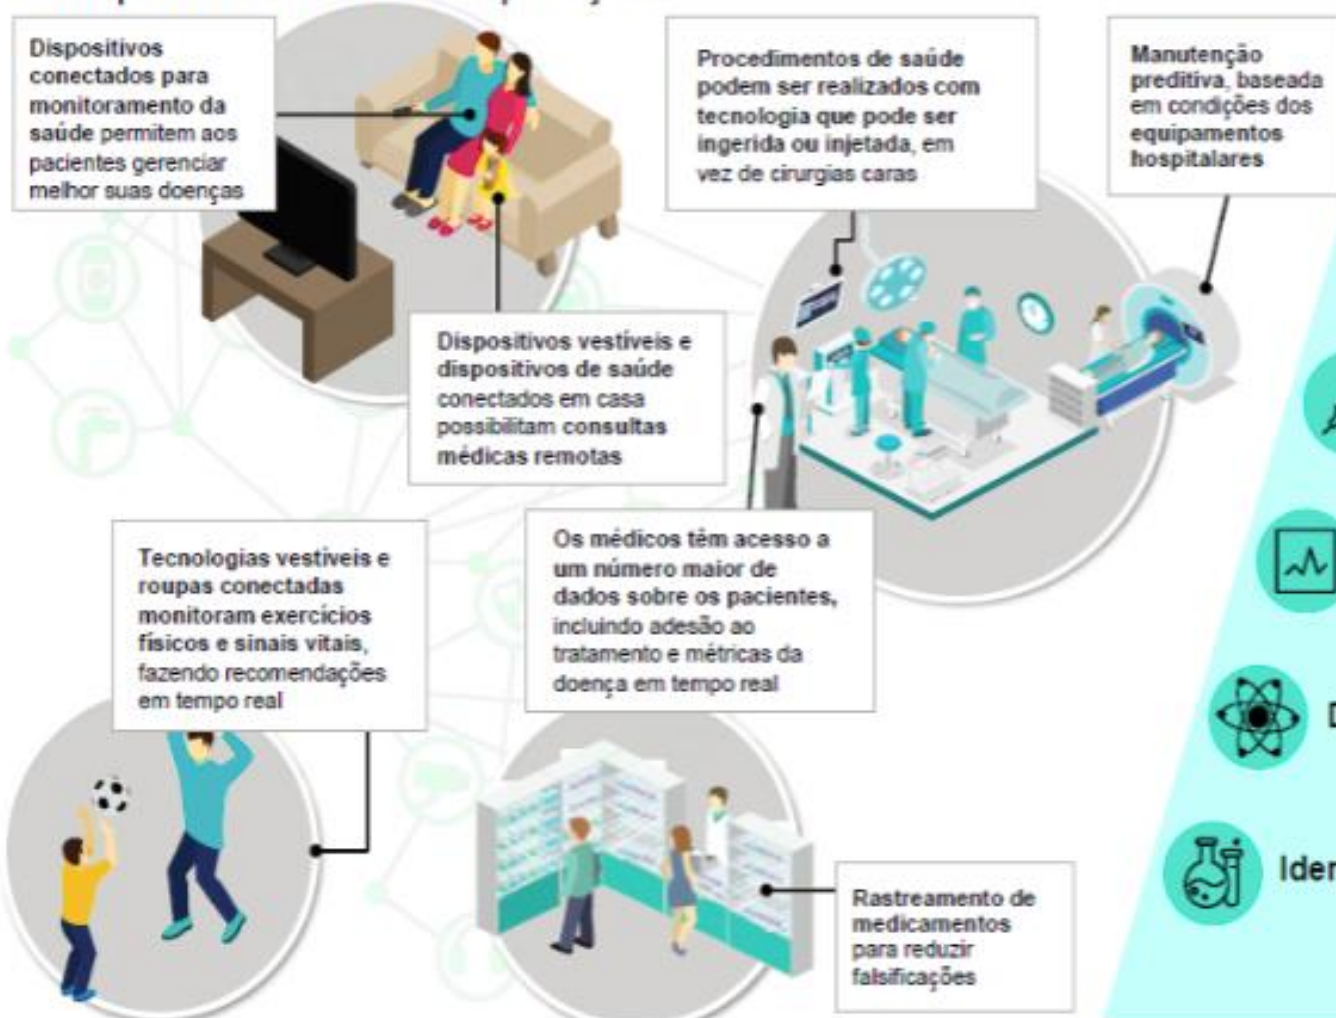 Dispositivos
conectados para
monitoramento da
saúde permitem aos
pacientes gerenciar
melhor suas doenças
Procedimentos de saúde
podem ser realizados com
tecnologia que pode ser
ingerida ou injetada, em
vez de cirurgias caras
Manutenção
preditiva, baseada
em condições dos
equipamentos
hospitalares
Dispositivos vestíveis e
dispositivos de saúde
conectados em casa
possibilitam consultas
médicas remotas
Tecnologias vestíveis e
roupas conectadas
monitoram exercícios
físicos e sinais vitais,
fazendo recomendações
em tempo real
Os médicos têm acesso a
um número maior de
dados sobre os pacientes,
incluindo adesão ao
tratamento e métricas da
doença em tempo real
Rastreamento de
medicamentos
para reduzir
falsificações